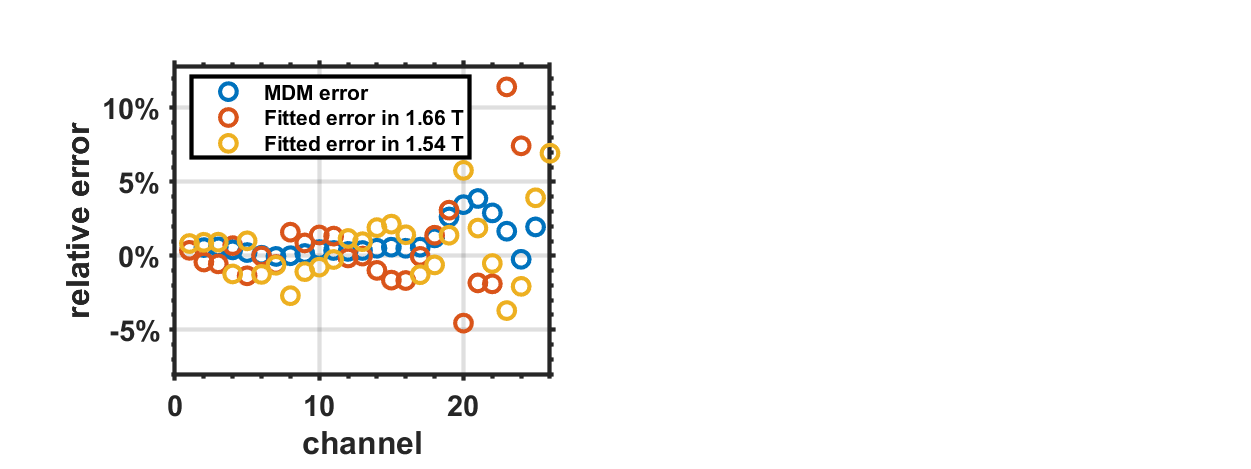 MDM error
Fitted error in 1.66 T
Fitted error in 1.54 T
10%
5%
0%
-5%
relative error
0
10
20
channel